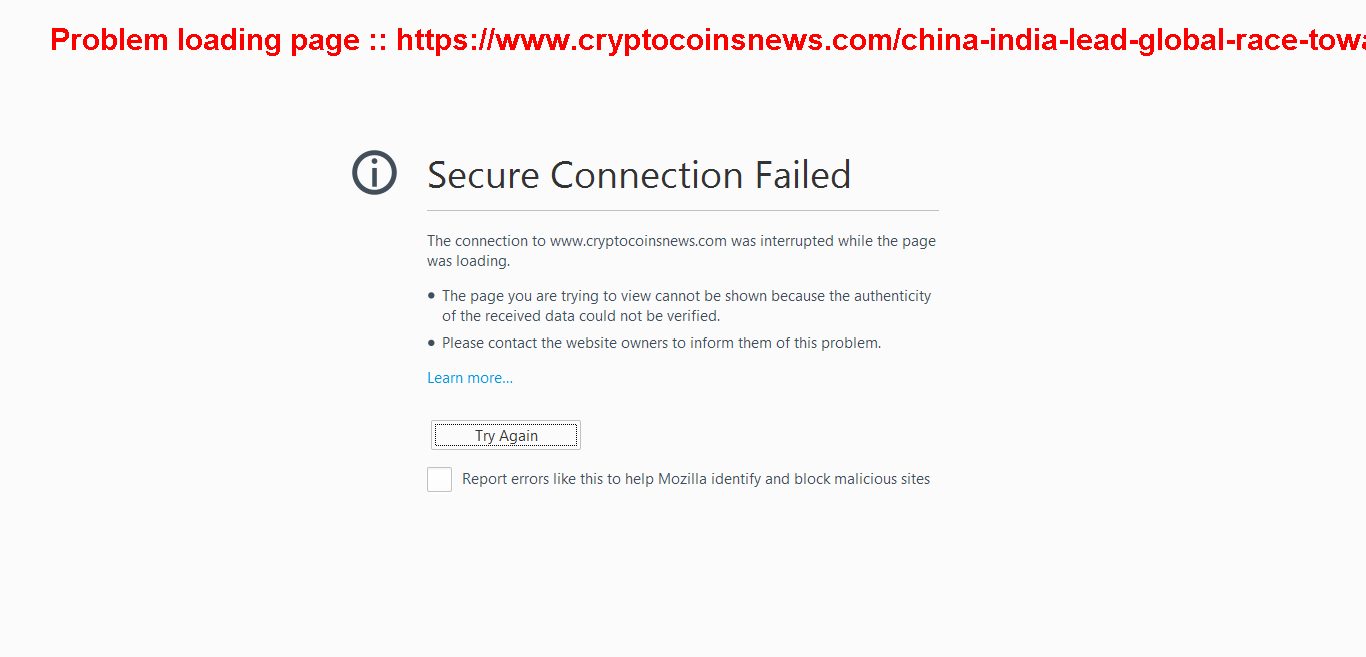 Problem loading page :: https://www.cryptocoinsnews.com/china-india-lead-global-race-towa
Secure Connection Failed
The connection to www.cryptocoinsnews.com was interrupted while the page
was loading.
• The page you are trying to view cannot be shown because the authenticity
of the received data could not be verified.
• Please contact the website owners to inform them of this problem.
Learn more...
Try Again
Report errors like this to help Mozilla identify and block malicious sites